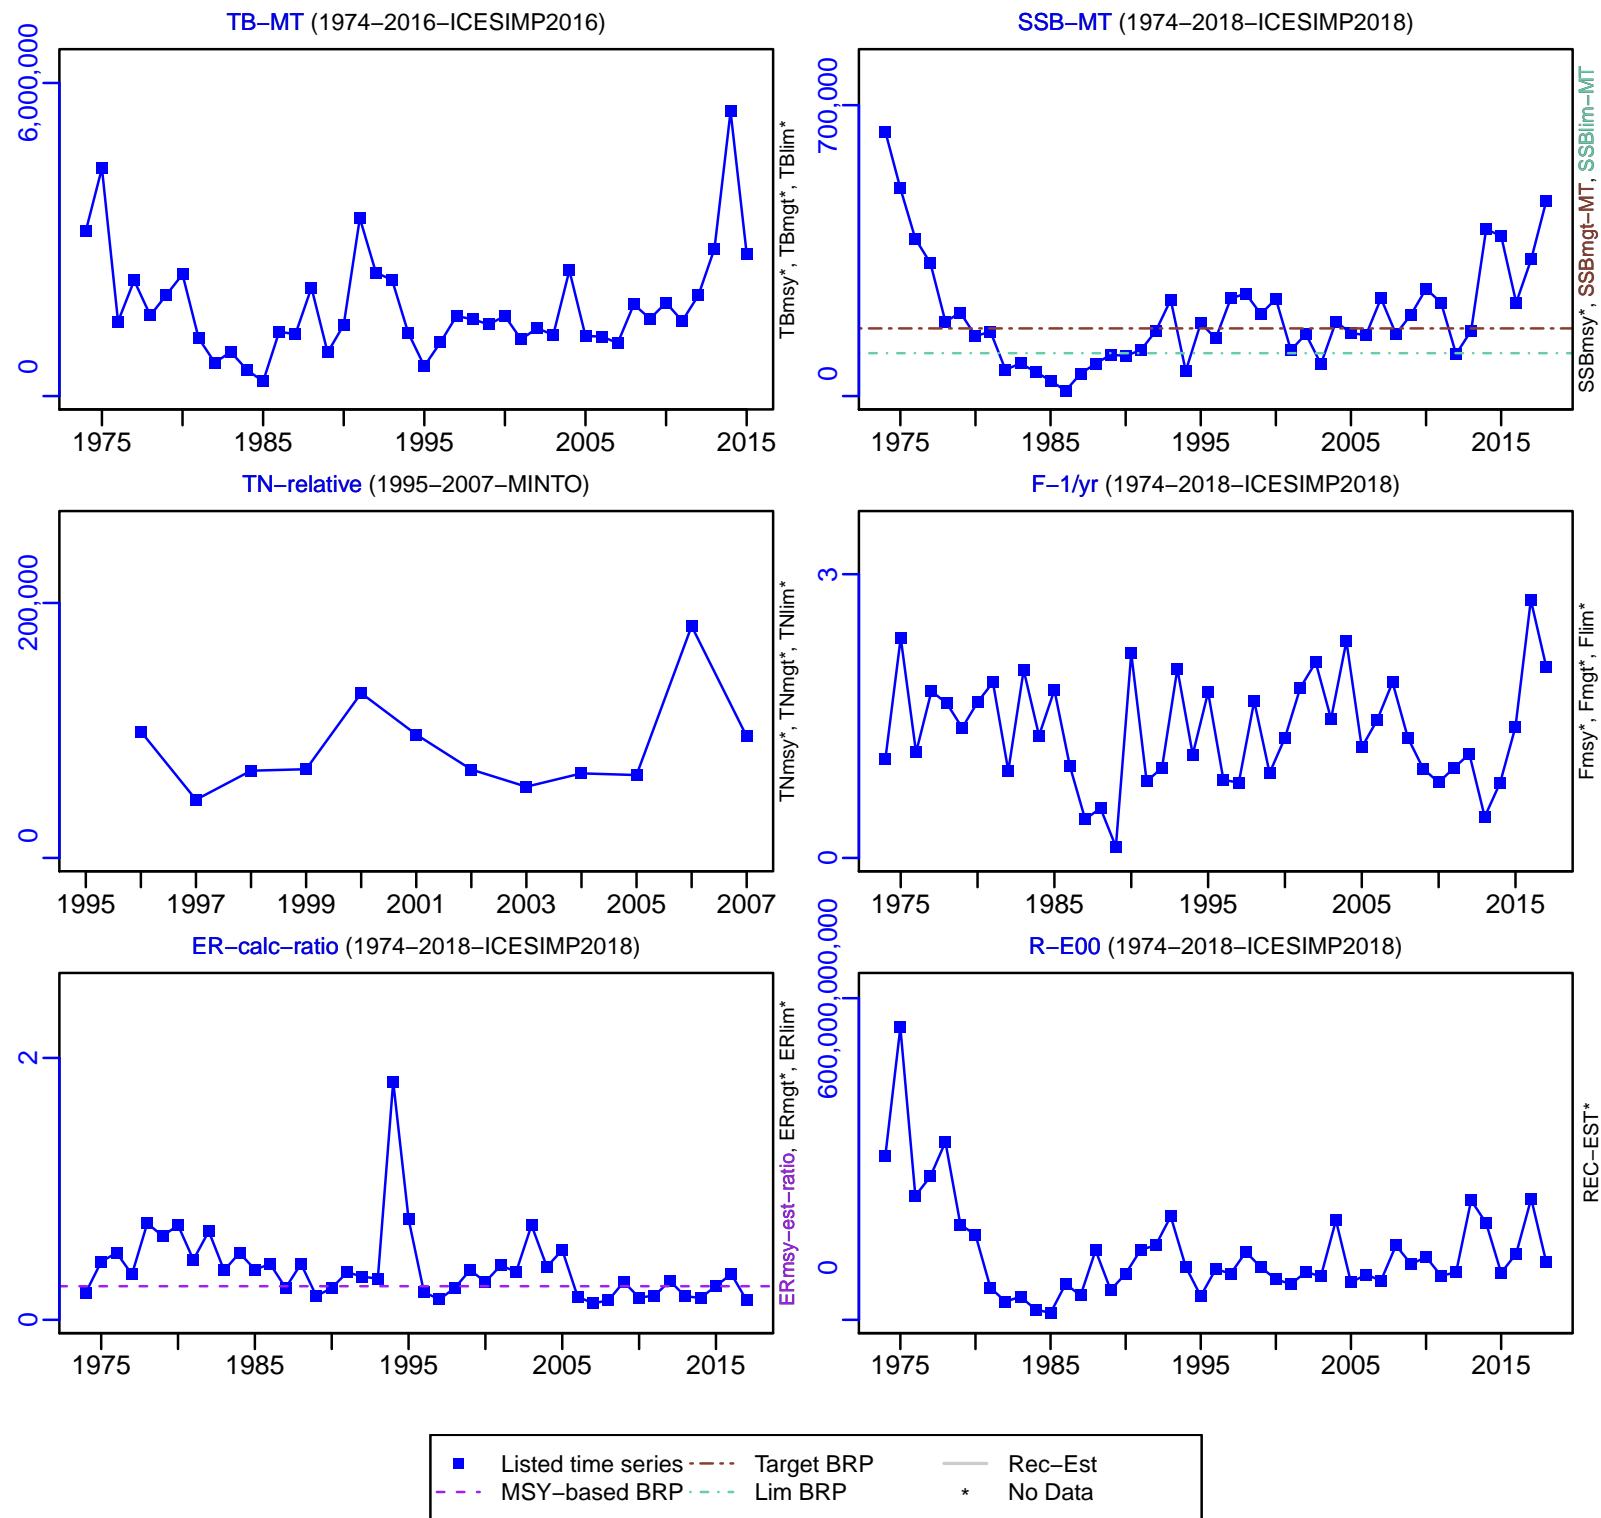 TB−MT (1974−2016−ICESIMP2016)
6,000,000
0
1975 1985 1995 2005 2015
TBmsy*, TBmgt*, TBlim*
SSB−MT (1974−2018−ICESIMP2018)
700,000
0
1975 1985 1995 2005 2015
SSBmsy*, SSBmgt−MT, SSBlim−MT
TN−relative (1995−2007−MINTO)
200,000
0
1995 1997 1999 2001 2003 2005 2007
TNmsy*, TNmgt*, TNlim*
F−1/yr (1974−2018−ICESIMP2018)
3
0
1975 1985 1995 2005 2015
Fmsy*, Fmgt*, Flim*
ER−calc−ratio (1974−2018−ICESIMP2018)
2
0
1975 1985 1995 2005 2015
ERmsy−est−ratio, ERmgt*, ERlim*
R−E00 (1974−2018−ICESIMP2018)
600,000,000,000
0
1975 1985 1995 2005 2015
REC−EST*
Listed time series Target BRP Rec−Est
MSY−based BRP Lim BRP * No Data